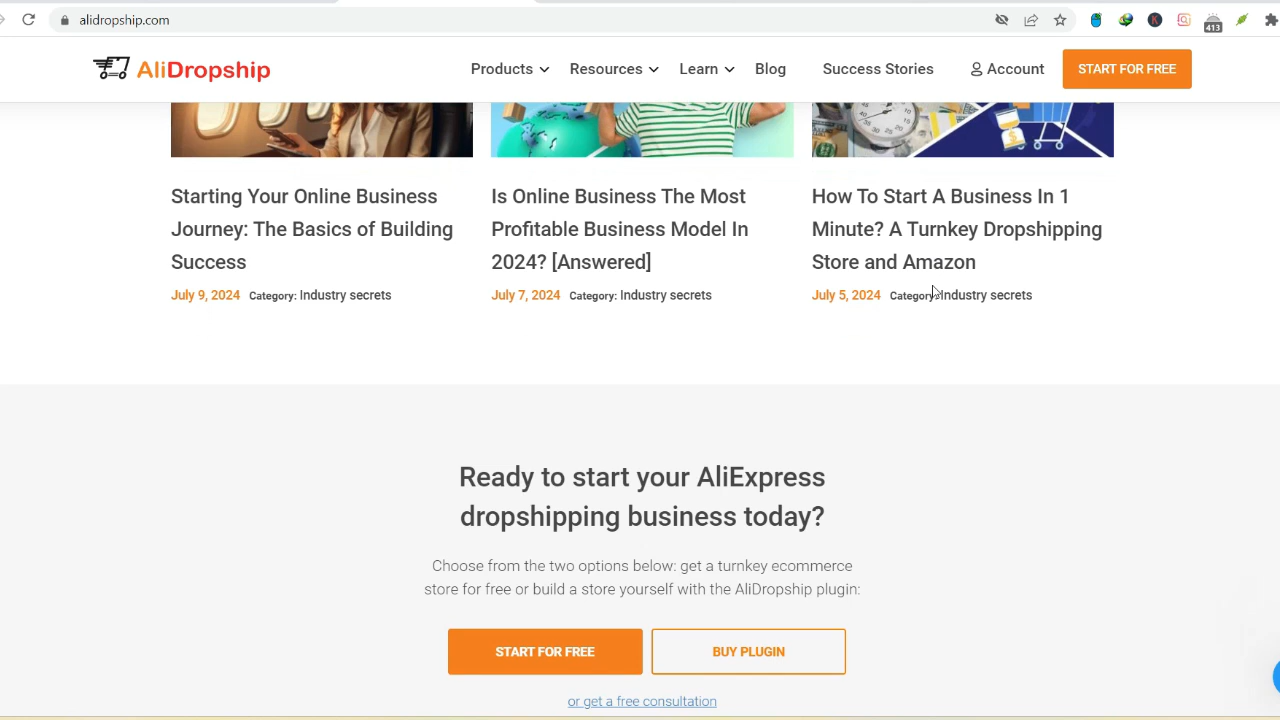 alidropship.com
413
AliDropship
Products
Resources
Learn
Blog
Success Stories
Account
START FOR FREE
Starting Your Online Business
Journey: The Basics of Building
Success
July 9, 2024 Category: Industry secrets
Is Online Business The Most
Profitable Business Model In
2024? [Answered]
July 7, 2024 Category: Industry secrets
How To Start A Business In 1
Minute? A Turnkey Dropshipping
Store and Amazon
July 5, 2024 Category: Industry secrets
Ready to start your AliExpress
dropshipping business today?
Choose from the two options below: get a turnkey ecommerce
store for free or build a store yourself with the AliDropship plugin:
START FOR FREE
BUY PLUGIN
or get a free consultation